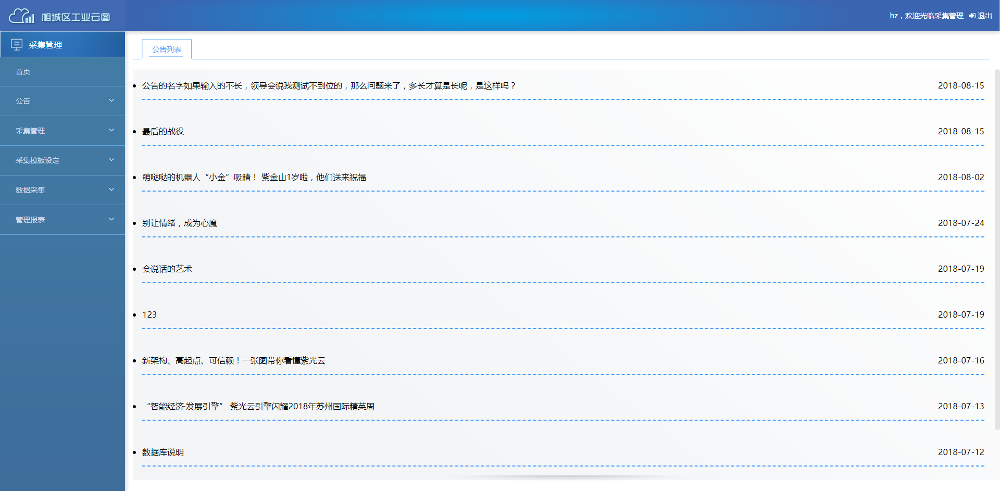 相城区工业云图
hz，欢迎光临采集管理 退出
采集管理
首页
公告
采集管理
采集模板设定
数据采集
管理报表
公告列表
公告的名字如果输入的不长，领导会说我测试不到位的，那么问题来了，多长才算是长呢，是这样吗？ 2018-08-15
最后的战役 2018-08-15
萌哒哒的机器人“小金”吸睛！ 紫金山1岁啦，他们送来祝福 2018-08-02
别让情绪，成为心魔 2018-07-24
会说话的艺术 2018-07-19
123 2018-07-19
新架构、高起点、可信赖！一张图带你看懂紫光云 2018-07-16
“智能经济·发展引擎” 紫光云引擎闪耀2018年苏州国际精英周 2018-07-13
数据库说明 2018-07-12